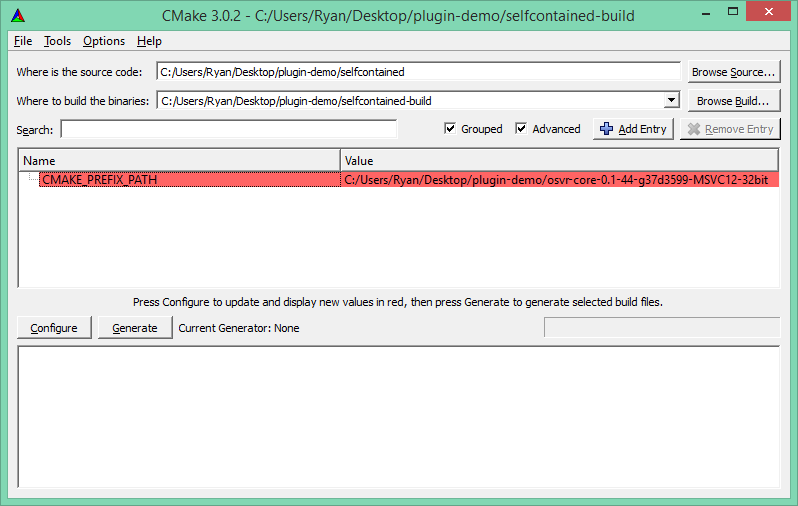 CMake 3.0.2 - C:/Users/Ryan/Desktop/plugin-demo/selfcontained-build
File Tools Options Help
Where is the source code: C:/Users/Ryan/Desktop/plugin-demo/selfcontained Browse Source...
Where to build the binaries: C:/Users/Ryan/Desktop/plugin-demo/selfcontained-build Browse Build...
Search: Grouped Advanced Add Entry Remove Entry
Name Value
CMAKE_PREFIX_PATH C:/Users/Ryan/Desktop/plugin-demo/osvr-core-0.1-44-g37d3599-MSVC12-32bit
Press Configure to update and display new values in red, then press Generate to generate selected build files.
Configure Generate Current Generator: None